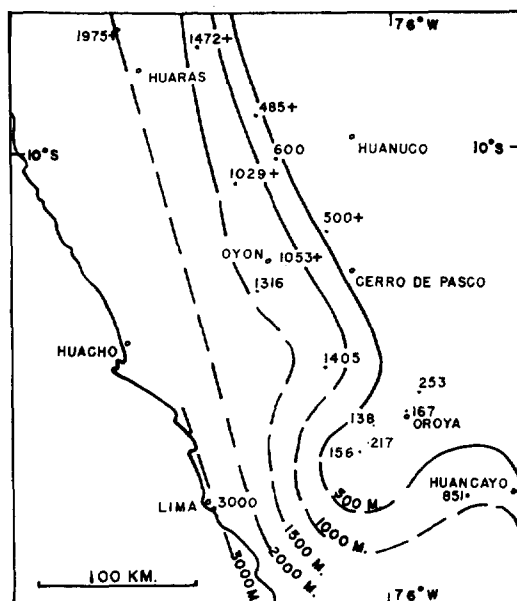 76°W
1975+
1472+
HUARAS
485+
10°S
600
HUANUCO
10°S
1029+
500+
OYON
1053+
1316
CERRO DE PASCO
HUACHO
1405
253
138
167
OROYA
156
217
HUANCAYO
851
LIMA
3000
500 M.
1000 M.
1500 M.
2000 M.
3000 M.
100 KM.
76°W